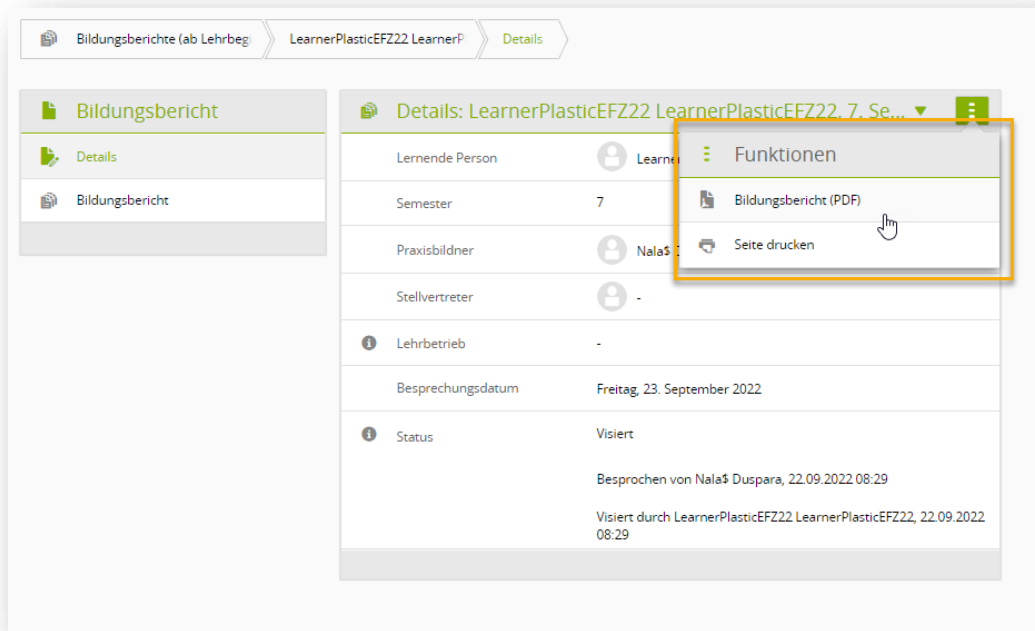 Bildungsberichte (ab Lehrbeg
LearnerPlasticEFZ22 LearnerP
Details
Bildungsbericht
Details
Bildungsbericht
Details: LearnerPlasticEFZ22 LearnerPlasticEFZ22, 7. Se...
Funktionen
Bildungsbericht (PDF)
Seite drucken
Lernende Person Learne
Semester 7
Praxisbildner Nala$
Stellvertreter -
Lehrbetrieb -
Besprechungsdatum Freitag, 23. September 2022
Status Visiert
Besprochen von Nala$ Duspara, 22.09.2022 08:29
Visiert durch LearnerPlasticEFZ22 LearnerPlasticEFZ22, 22.09.2022
08:29